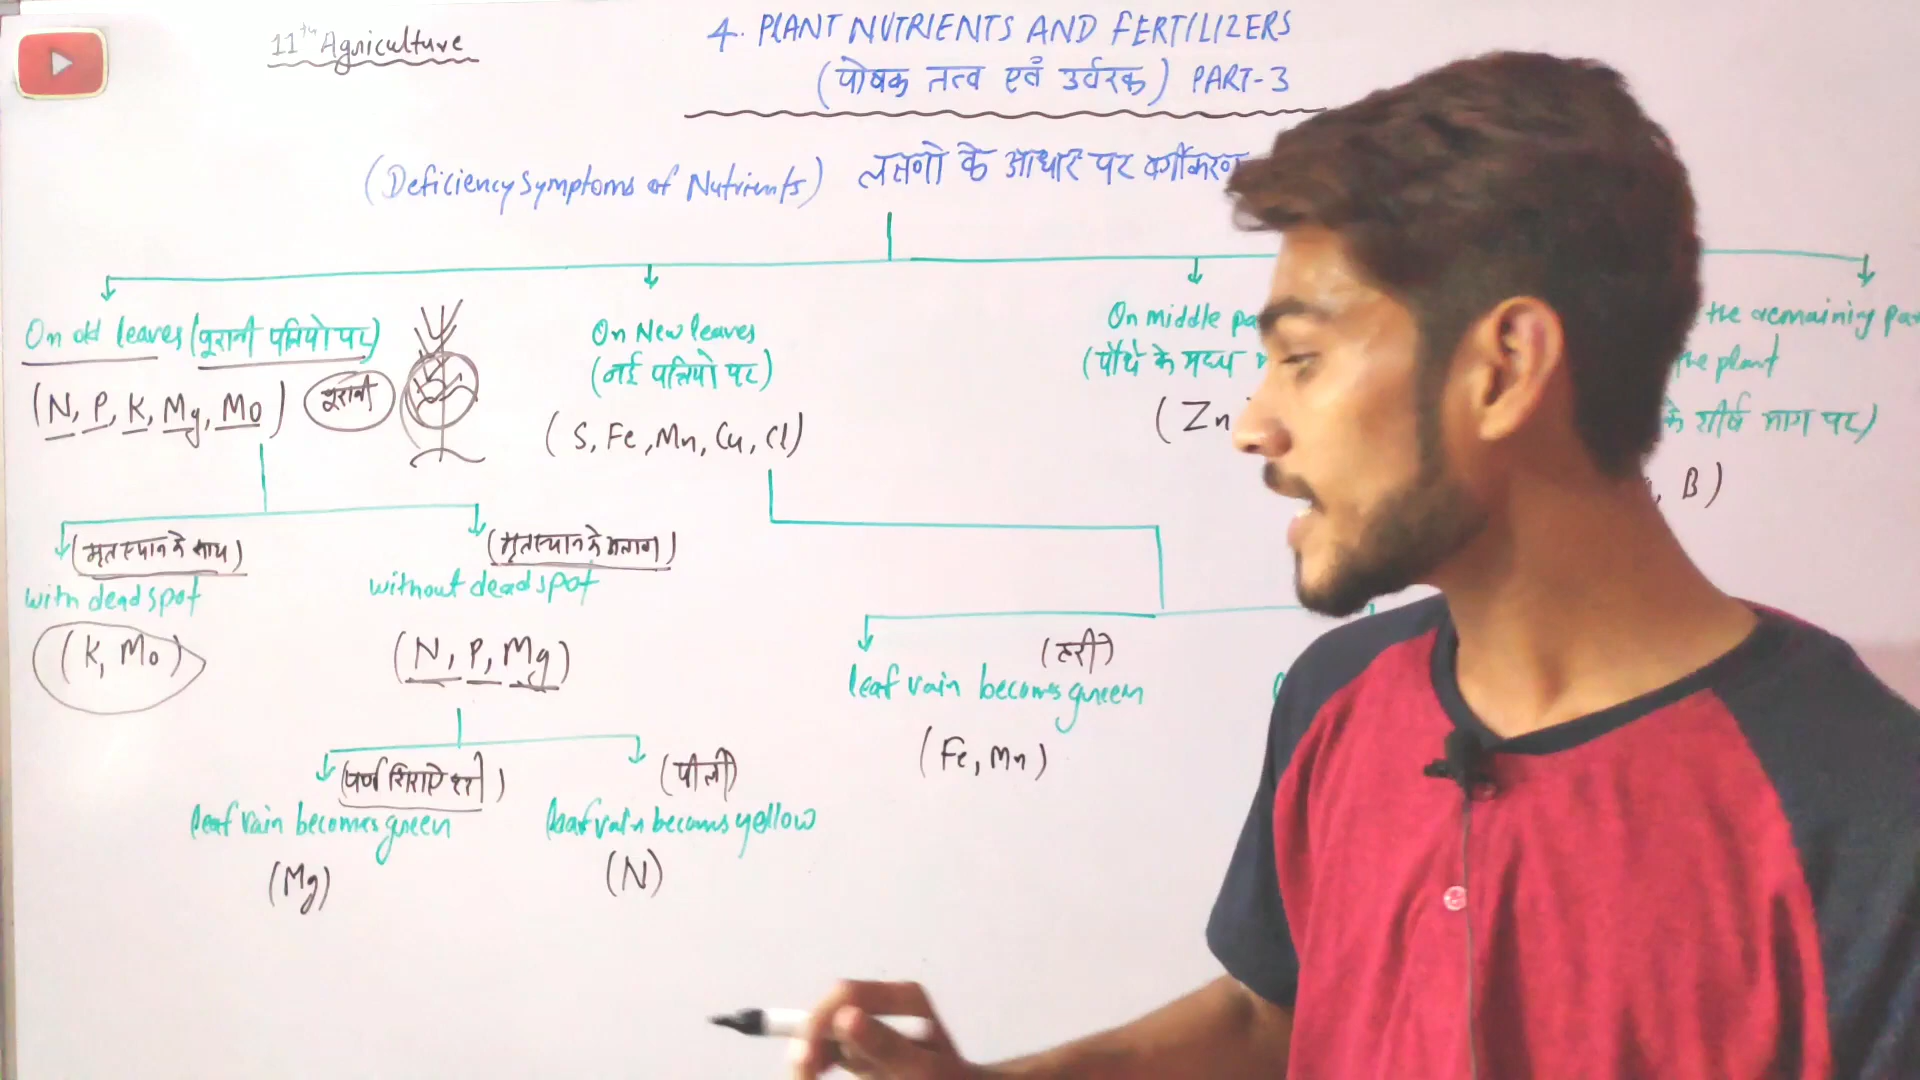 11th Agriculture
4. PLANT NUTRIENTS AND FERTILIZERS
(पोषक तत्व एवं उर्वरक) PART-3
(Deficiency Symptoms of Nutrients) लक्षणो के आधार पर वर्गीकरण
On old leaves (पूरानी पत्तियो पर)
(N, P, K, Mg, Mo)
पूरानी
On New leaves
(नई पत्तियो पर)
(S, Fe, Mn, Cu, Cl)
On middle
(पौधे के मध्य
(Zn
the remaining
the plant
के शीर्ष भाग पर)
B)
(मृतस्थान के साथ)
with dead spot
(K, Mo)
(मृतस्थान के अलावा)
without dead spot
(N, P, Mg)
(पर्ण शिराऐ हरी)
leaf vain becomes green
(Mg)
(पीली)
leaf vain becoms yellow
(N)
(हरी)
leaf vain becomes green
(Fe, Mn)